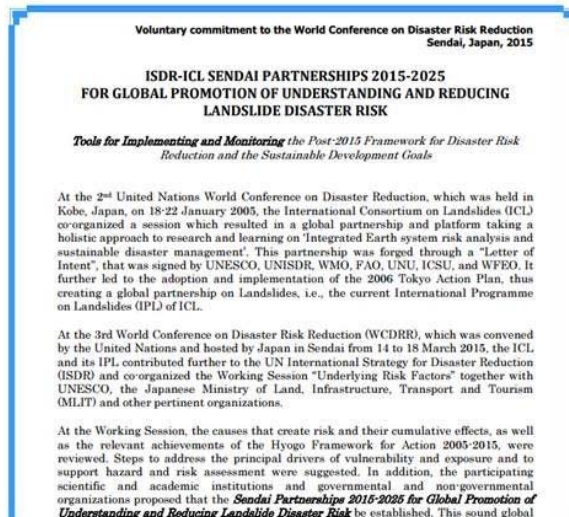 Voluntary commitment to the World Conference on Disaster Risk Reduction
Sendai, Japan, 2015
ISDR-ICL SENDAI PARTNERSHIPS 2015-2025
FOR GLOBAL PROMOTION OF UNDERSTANDING AND REDUCING
LANDSLIDE DISASTER RISK
Tools for Implementing and Monitoring the Post-2015 Framework for Disaster Risk
Reduction and the Sustainable Development Goals
At the 2nd United Nations World Conference on Disaster Reduction, which was held in
Kobe, Japan, on 18-22 January 2005, the International Consortium on Landslides (ICL)
co-organized a session which resulted in a global partnership and platform taking a
holistic approach to research and learning on 'Integrated Earth system risk analysis and
sustainable disaster management'. This partnership was forged through a "Letter of
Intent", that was signed by UNESCO, UNISDR, WMO, FAO, UNU, ICSU, and WFEO. It
further led to the adoption and implementation of the 2006 Tokyo Action Plan, thus
creating a global partnership on Landslides, i.e., the current International Programme
on Landslides (IPL) of ICL.
At the 3rd World Conference on Disaster Risk Reduction (WCDRR), which was convened
by the United Nations and hosted by Japan in Sendai from 14 to 18 March 2015, the ICL
and its IPL contributed further to the UN International Strategy for Disaster Reduction
(ISDR) and co-organized the Working Session "Underlying Risk Factors" together with
UNESCO, the Japanese Ministry of Land, Infrastructure, Transport and Tourism
(MLIT) and other pertinent organizations.
At the Working Session, the causes that create risk and their cumulative effects, as well
as the relevant achievements of the Hyogo Framework for Action 2005-2015, were
reviewed. Steps to address the principal drivers of vulnerability and exposure and to
support hazard and risk assessment were suggested. In addition, the participating
scientific and academic institutions and governmental and non-governmental
organizations proposed that the Sendai Partnerships 2015-2025 for Global Promotion of
Understanding and Reducing Landslide Disaster Risk be established. This sound global